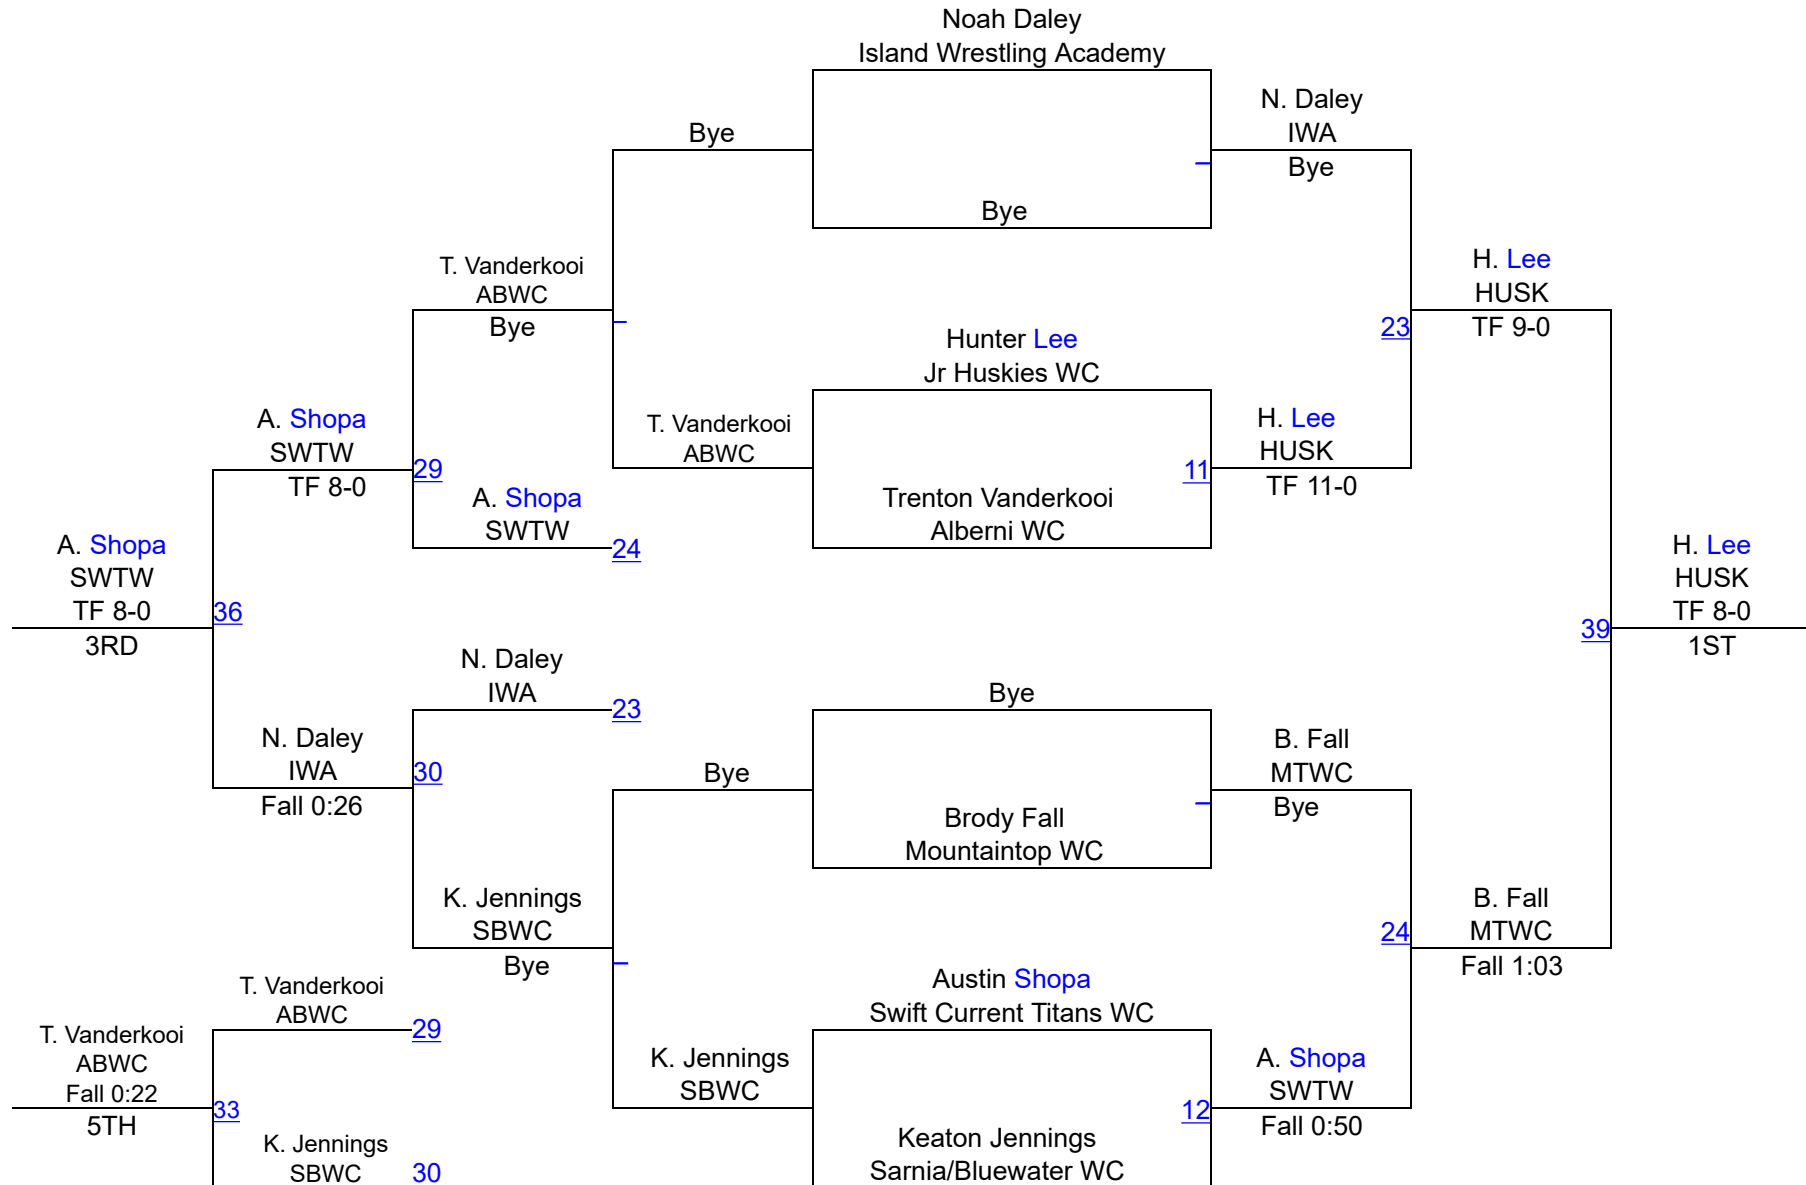 Noah Daley
Island Wrestling Academy
N. Daley
IWA
Bye
Bye
Bye
T. Vanderkooi
ABWC
Bye
H. Lee
HUSK
TF 9-0
23
Hunter Lee
Jr Huskies WC
A. Shopa
SWTW
TF 8-0
29
T. Vanderkooi
ABWC
H. Lee
HUSK
TF 11-0
11
A. Shopa
SWTW
24
Trenton Vanderkooi
Alberni WC
A. Shopa
SWTW
TF 8-0
3RD
36
H. Lee
HUSK
TF 8-0
1ST
39
N. Daley
IWA
23
Bye
N. Daley
IWA
Fall 0:26
30
Bye
B. Fall
MTWC
Bye
Brody Fall
Mountaintop WC
K. Jennings
SBWC
Bye
B. Fall
MTWC
Fall 1:03
24
Austin Shopa
Swift Current Titans WC
T. Vanderkooi
ABWC
29
T. Vanderkooi
ABWC
Fall 0:22
5TH
33
K. Jennings
SBWC
A. Shopa
SWTW
Fall 0:50
12
K. Jennings
SBWC
30
Keaton Jennings
Sarnia/Bluewater WC